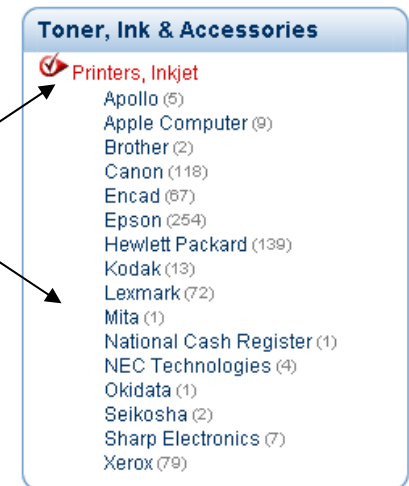 Toner, Ink & Accessories
Printers, Inkjet
Apollo (5)
Apple Computer (9)
Brother (2)
Canon (118)
Encad (67)
Epson (254)
Hewlett Packard (139)
Kodak (13)
Lexmark (72)
Mita (1)
National Cash Register (1)
NEC Technologies (4)
Okidata (1)
Seikosha (2)
Sharp Electronics (7)
Xerox (79)